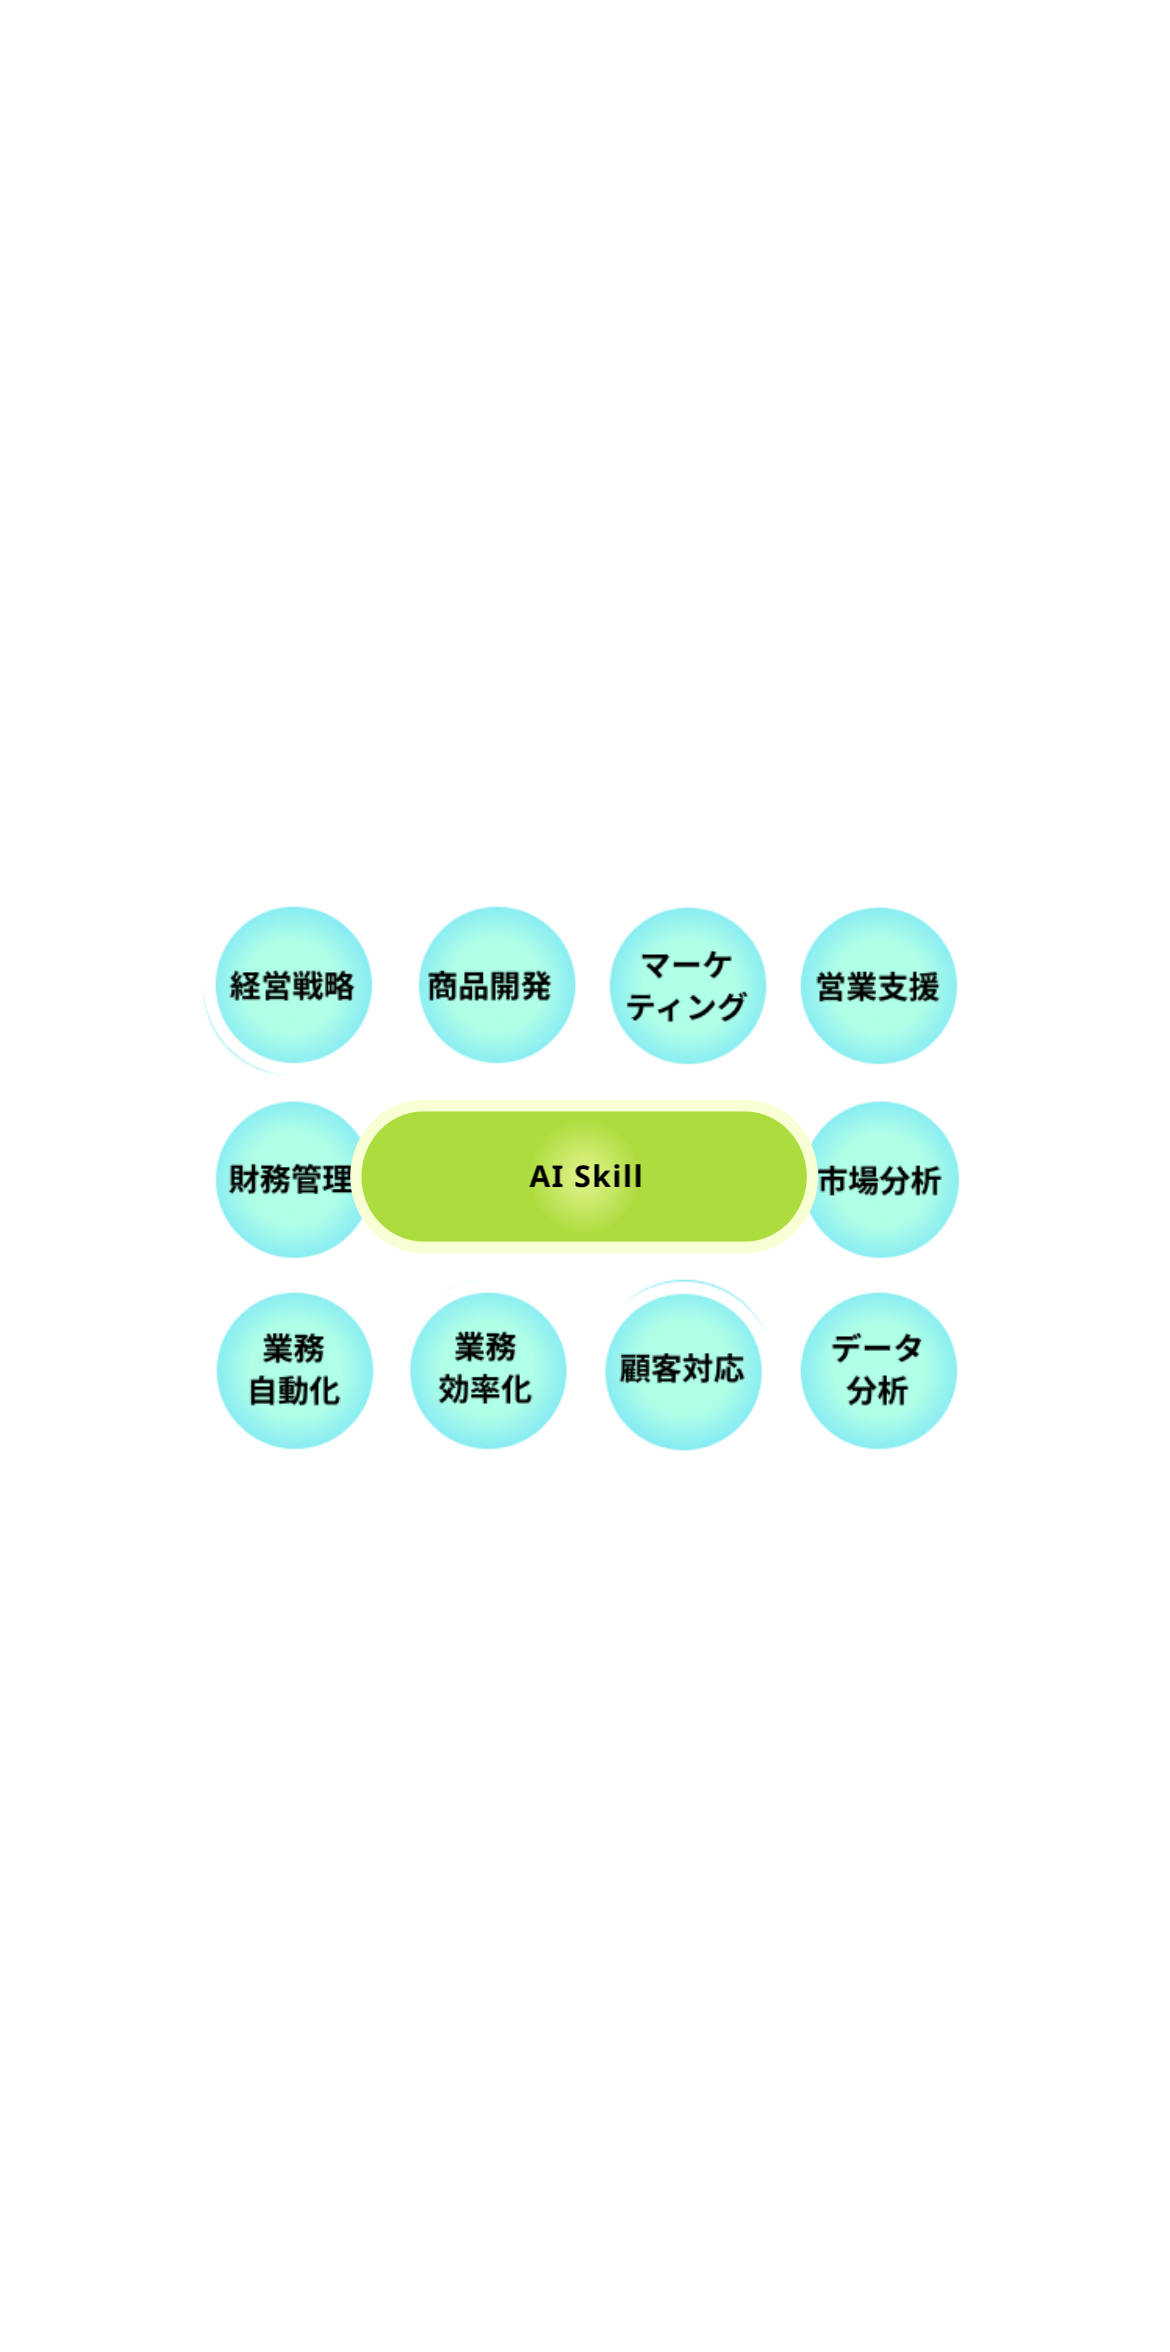 経営戦略
商品開発
マーケ
ティング
営業支援
財務管理
AI Skill
市場分析
業務
自動化
業務
効率化
顧客対応
データ
分析